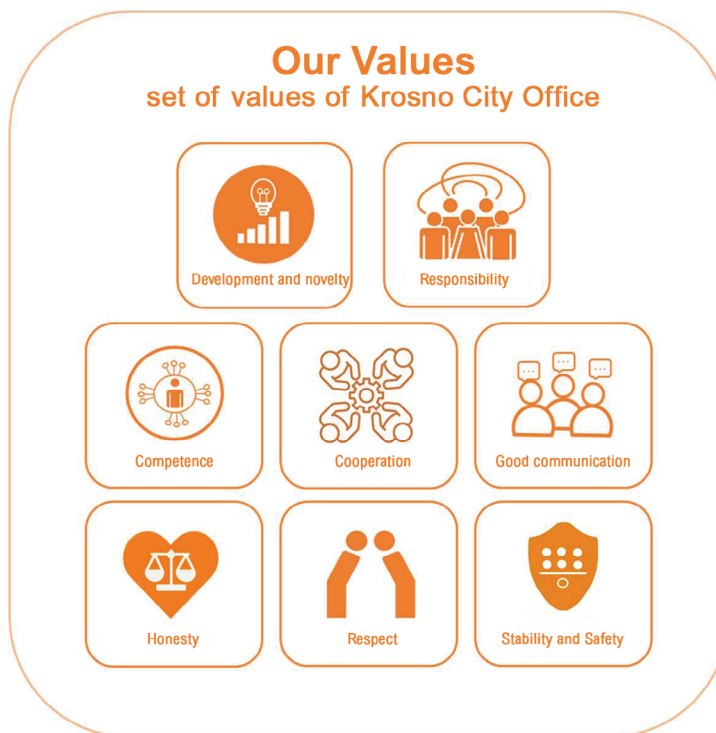 Our Values
set of values of Krosno City Office
Development and novelty
Responsibility
Competence
Cooperation
Good communication
Honesty
Respect
Stability and Safety